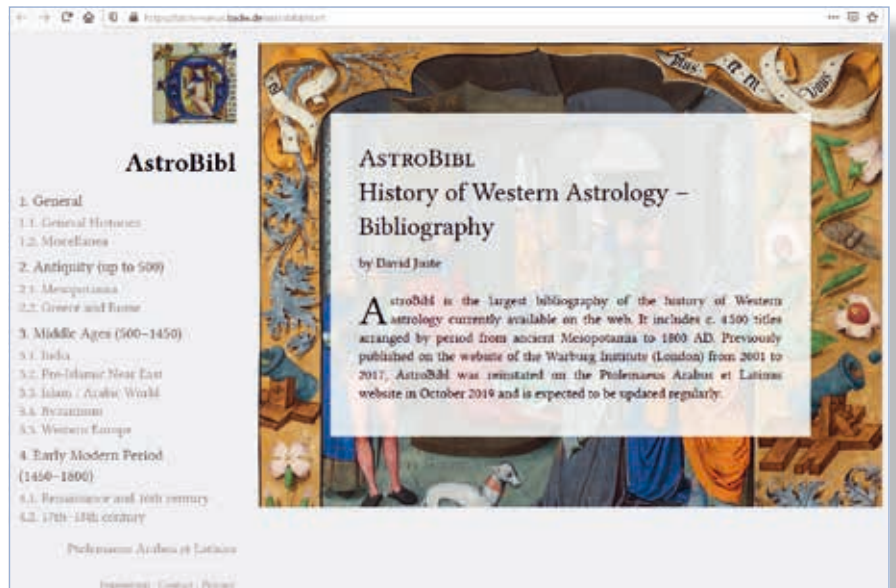 AstroBibl
1. General
1.1. General Histories
1.2. Miscellanea
2. Antiquity (up to 500)
2.1. Mesopotamia
2.2. Greece and Rome
3. Middle Ages (500–1450)
3.1. India
3.2. Pre-Islamic Near East
3.3. Islam / Arabic World
3.4. Byzantium
3.5. Western Europe
4. Early Modern Period
(1450–1800)
4.1. Renaissance and 16th century
4.2. 17th–18th century
Ptolemaeus Arabus et Latinus
Contact Privacy
plus
AstroBibl
History of Western Astrology –
Bibliography
by David Juste
AstroBibl is the largest bibliography of the history of Western
astrology currently available on the web. It includes c. 4500 titles
arranged by period from ancient Mesopotamia to 1800 AD. Previously
published on the website of the Warburg Institute (London) from 2001 to
2017, AstroBibl was reinstated on the Ptolemaeus Arabus et Latinus
website in October 2019 and is expected to be updated regularly.